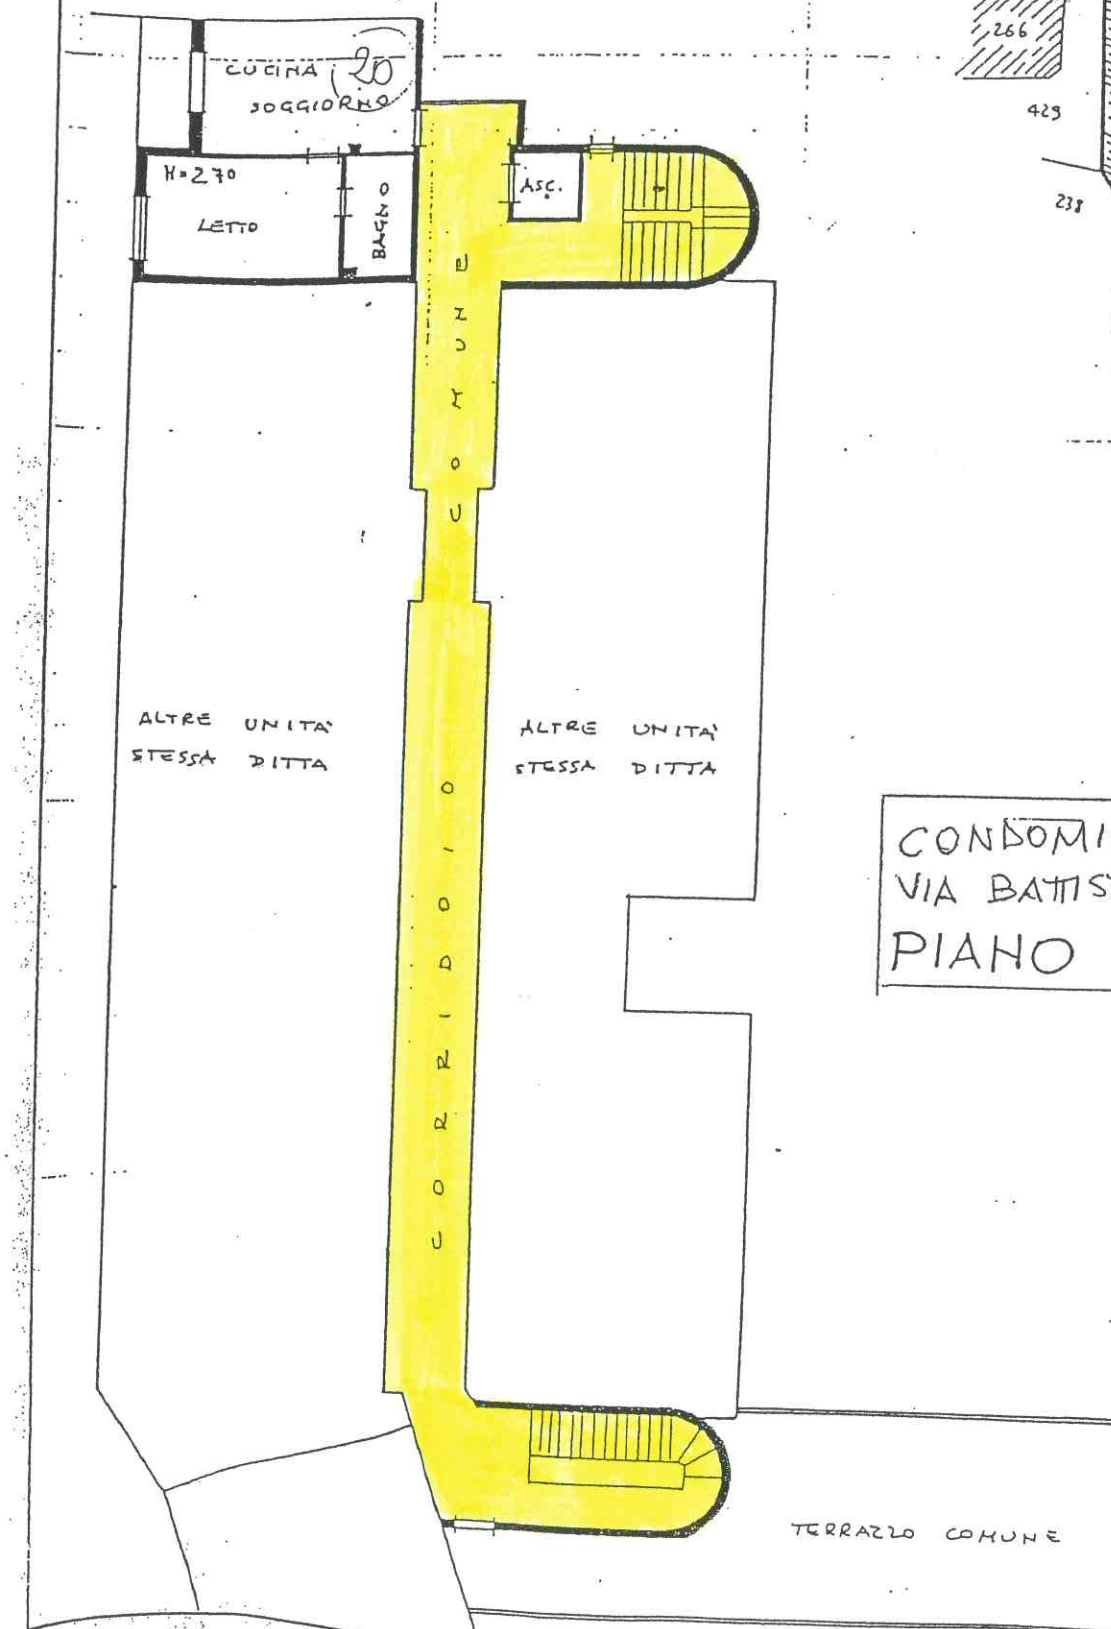 266
429
238
CUCINA
20
SOGGIORNO
H=270
LETTO
BAGNO
ASC.
CORRIDOIO COMUNE
ALTRE UNITA'
STESSA DITTA
ALTRE UNITA'
STESSA DITTA
CONDOMI
VIA BATTIST
PIANO
TERRAZZO COMUNE